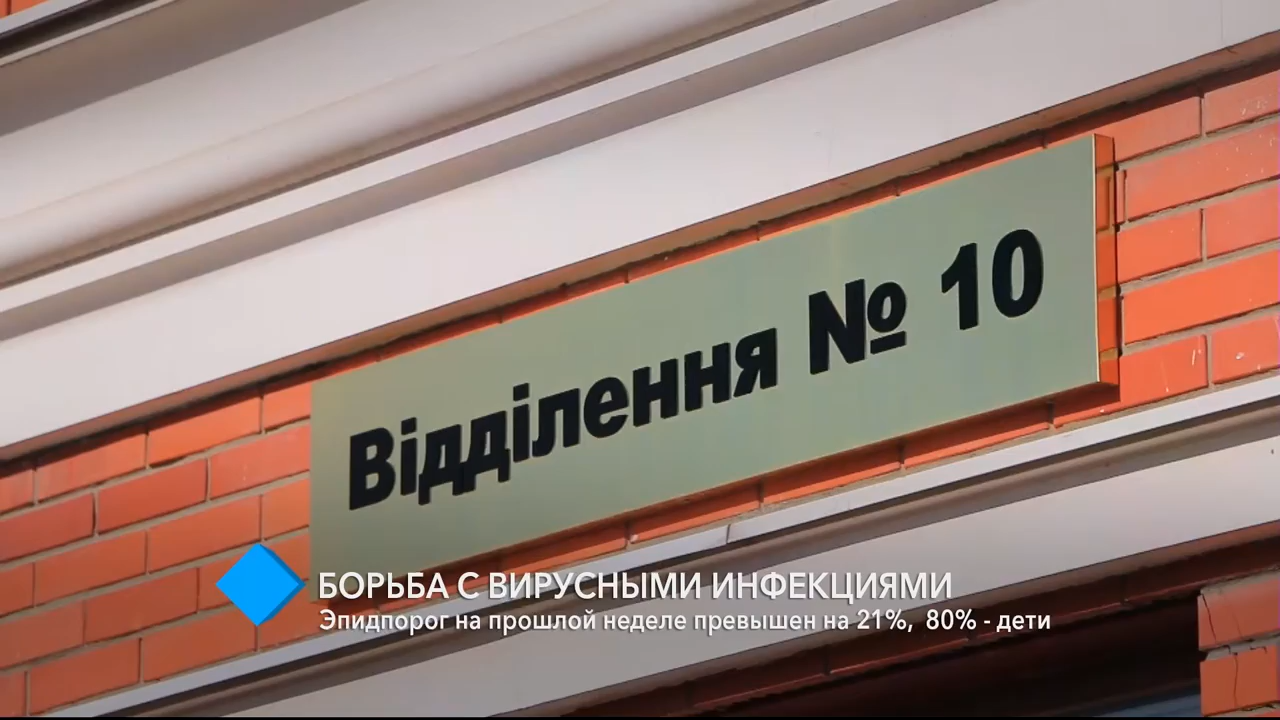 Відділення № 10
БОРЬБА С ВИРУСНЫМИ ИНФЕКЦИЯМИ
Эпидпорог на прошлой неделе превышен на 21%, 80% - дети